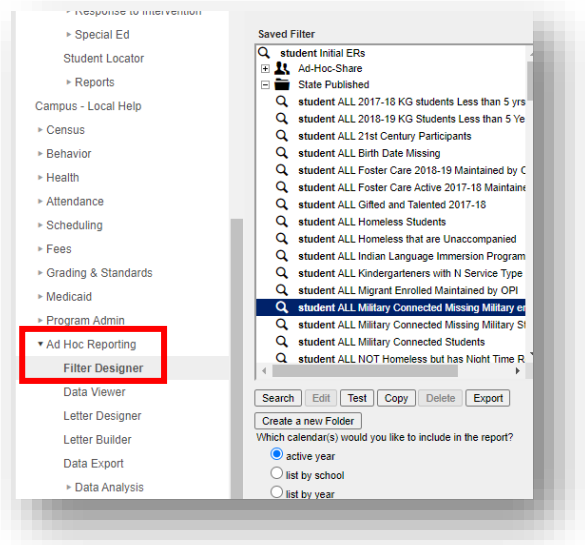 Response to Intervention
Special Ed
Student Locator
Reports
Campus - Local Help
Census
Behavior
Health
Attendance
Scheduling
Fees
Grading & Standards
Medicaid
Program Admin
Ad Hoc Reporting
Filter Designer
Data Viewer
Letter Designer
Letter Builder
Data Export
Data Analysis
Saved Filter
student Initial ERs
Ad-Hoc-Share
State Published
student ALL 2017-18 KG students Less than 5 yrs
student ALL 2018-19 KG Students Less than 5 Ye
student ALL 21st Century Participants
student ALL Birth Date Missing
student ALL Foster Care 2018-19 Maintained by O
student ALL Foster Care Active 2017-18 Maintaine
student ALL Gifted and Talented 2017-18
student ALL Homeless Students
student ALL Homeless that are Unaccompanied
student ALL Indian Language Immersion Program
student ALL Kindergarteners with N Service Type
student ALL Migrant Enrolled Maintained by OPI
student ALL Military Connected Missing Military en
student ALL Military Connected Missing Military St
student ALL Military Connected Students
student ALL NOT Homeless but has Night Time R
Search Edit Test Copy Delete Export
Create a new Folder
Which calendar(s) would you like to include in the report?
active year
list by school
list by year